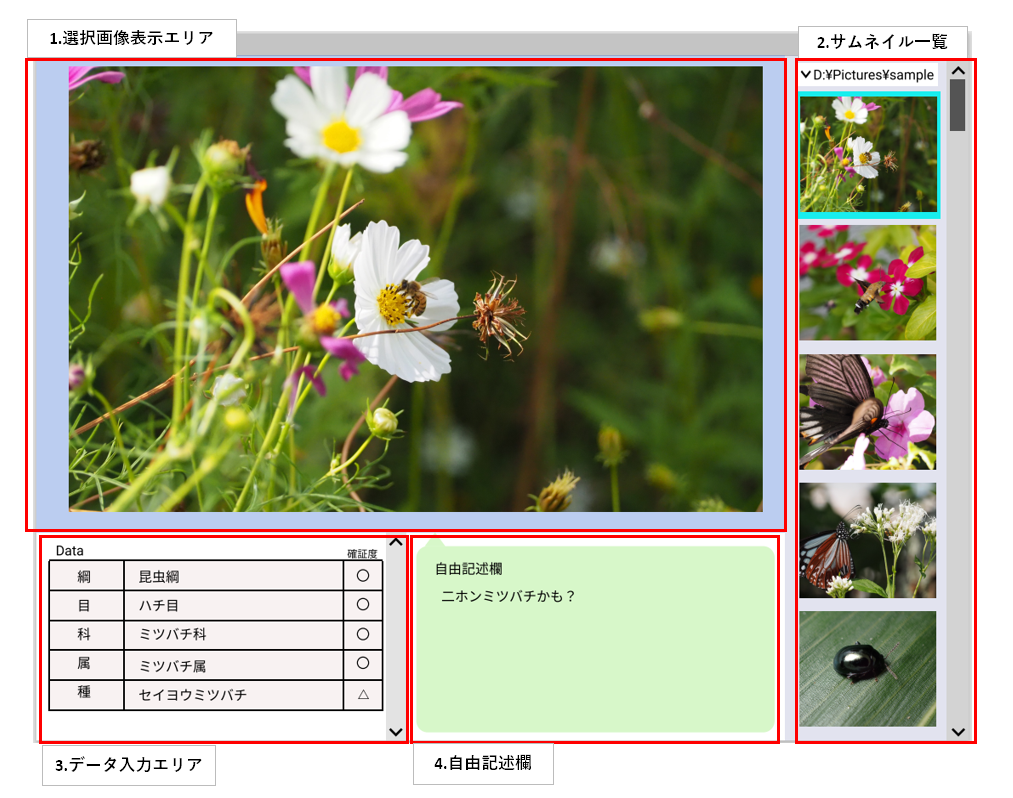 1.選択画像表示エリア
2.サムネイル一覧
D:¥Pictures¥sample
Data
確証度
綱 昆虫綱 〇
目 ハチ目 〇
科 ミツバチ科 〇
属 ミツバチ属 〇
種 セイヨウミツバチ △
自由記述欄
ニホンミツバチかも？
3.データ入力エリア
4.自由記述欄